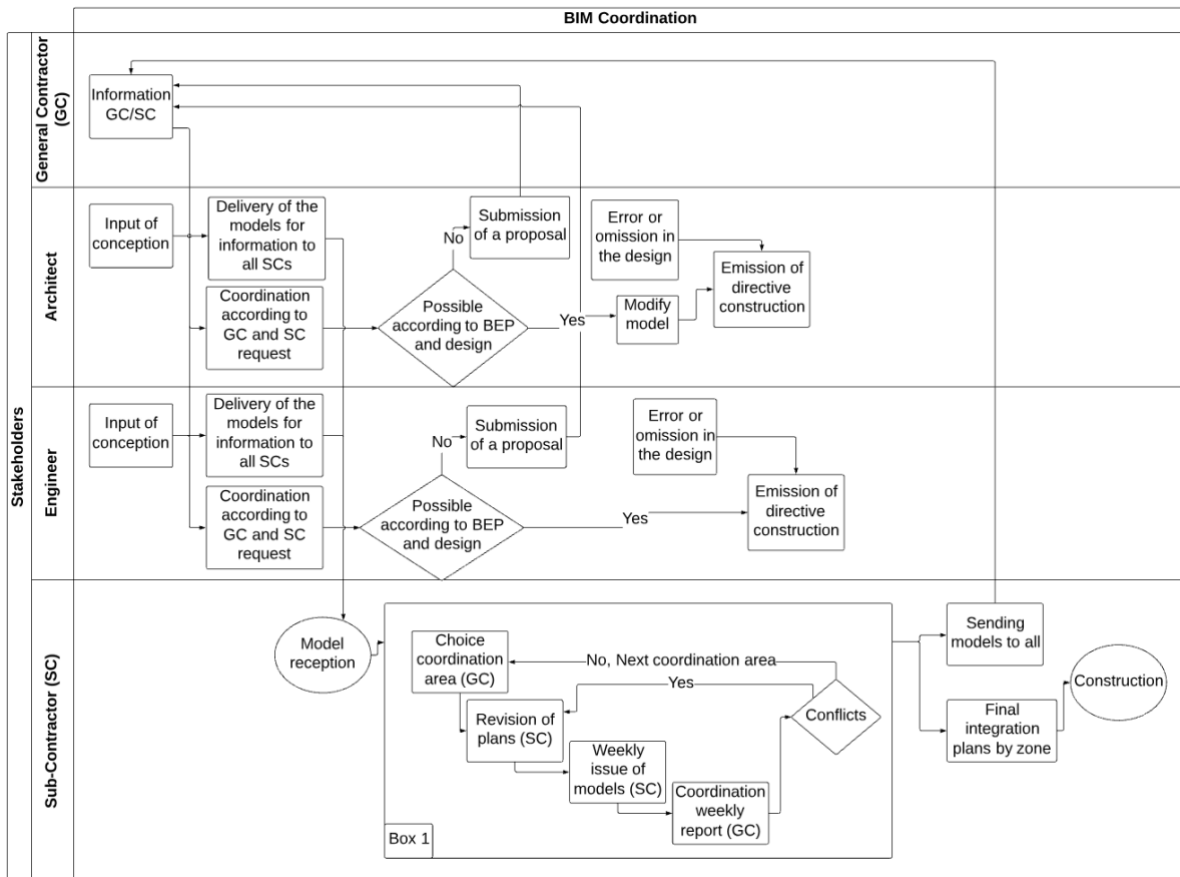 BIM Coordination
Stakeholders
General Contractor
(GC)
Information
GC/SC
Architect
Input of
conception
Delivery of the
models for
information to
all SCs
Coordination
according to
GC and SC
request
Possible
according to BEP
and design
No
Submission
of a proposal
Yes
Error or
omission in
the design
Modify
model
Emission of
directive
construction
Engineer
Input of
conception
Delivery of the
models for
information to
all SCs
Coordination
according to
GC and SC
request
Possible
according to BEP
and design
No
Submission
of a proposal
Yes
Error or
omission in
the design
Emission of
directive
construction
Sub-Contractor (SC)
Model
reception
Choice
coordination
area (GC)
No, Next coordination area
Yes
Revision of
plans (SC)
Weekly
issue of
models (SC)
Coordination
weekly
report (GC)
Conflicts
Box 1
Sending
models to all
Final
integration
plans by zone
Construction